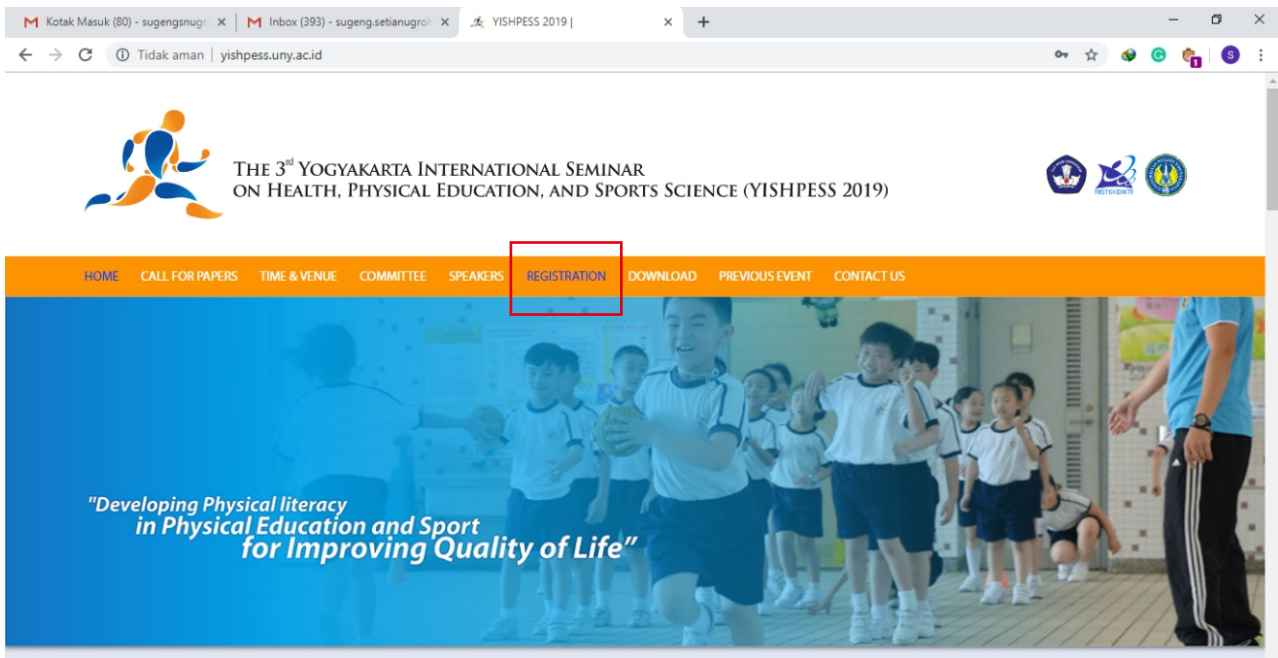 Kotak Masuk (80) - sugengsnugr
Inbox (393) - sugeng.setianugroh
YISHPESS 2019 |
Tidak aman | yishpess.uny.ac.id
1
S
THE 3rd YOGYAKARTA INTERNATIONAL SEMINAR
ON HEALTH, PHYSICAL EDUCATION, AND SPORTS SCIENCE (YISHPESS 2019)
RISTEKDIKTI
HOME CALL FOR PAPERS TIME & VENUE COMMITTEE SPEAKERS REGISTRATION DOWNLOAD PREVIOUS EVENT CONTACT US
"Developing Physical literacy
in Physical Education and Sport
for Improving Quality of Life"